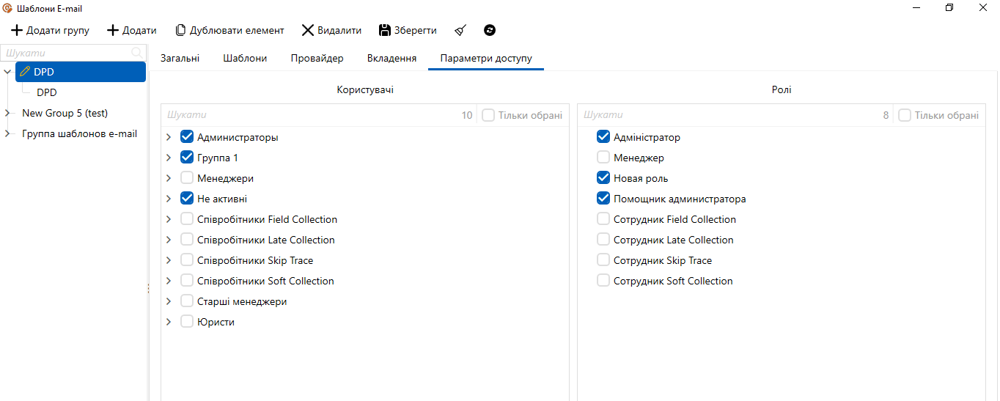 Шаблони E-mail
Додати групу Додати Дублювати елемент Видалити Зберегти
Шукати
DPD
DPD
New Group 5 (test)
Группа шаблонов e-mail
Загальні Шаблони Провайдер Вкладення Параметри доступу
Користувачі
Шукати 10 Тільки обрані
Администраторы
Группа 1
Менеджери
Не активні
Співробітники Field Collection
Співробітники Late Collection
Співробітники Skip Trace
Співробітники Soft Collection
Старші менеджери
Юристи
Ролі
Шукати 8 Тільки обрані
Адміністратор
Менеджер
Новая роль
Помощник администратора
Сотрудник Field Collection
Сотрудник Late Collection
Сотрудник Skip Trace
Сотрудник Soft Collection